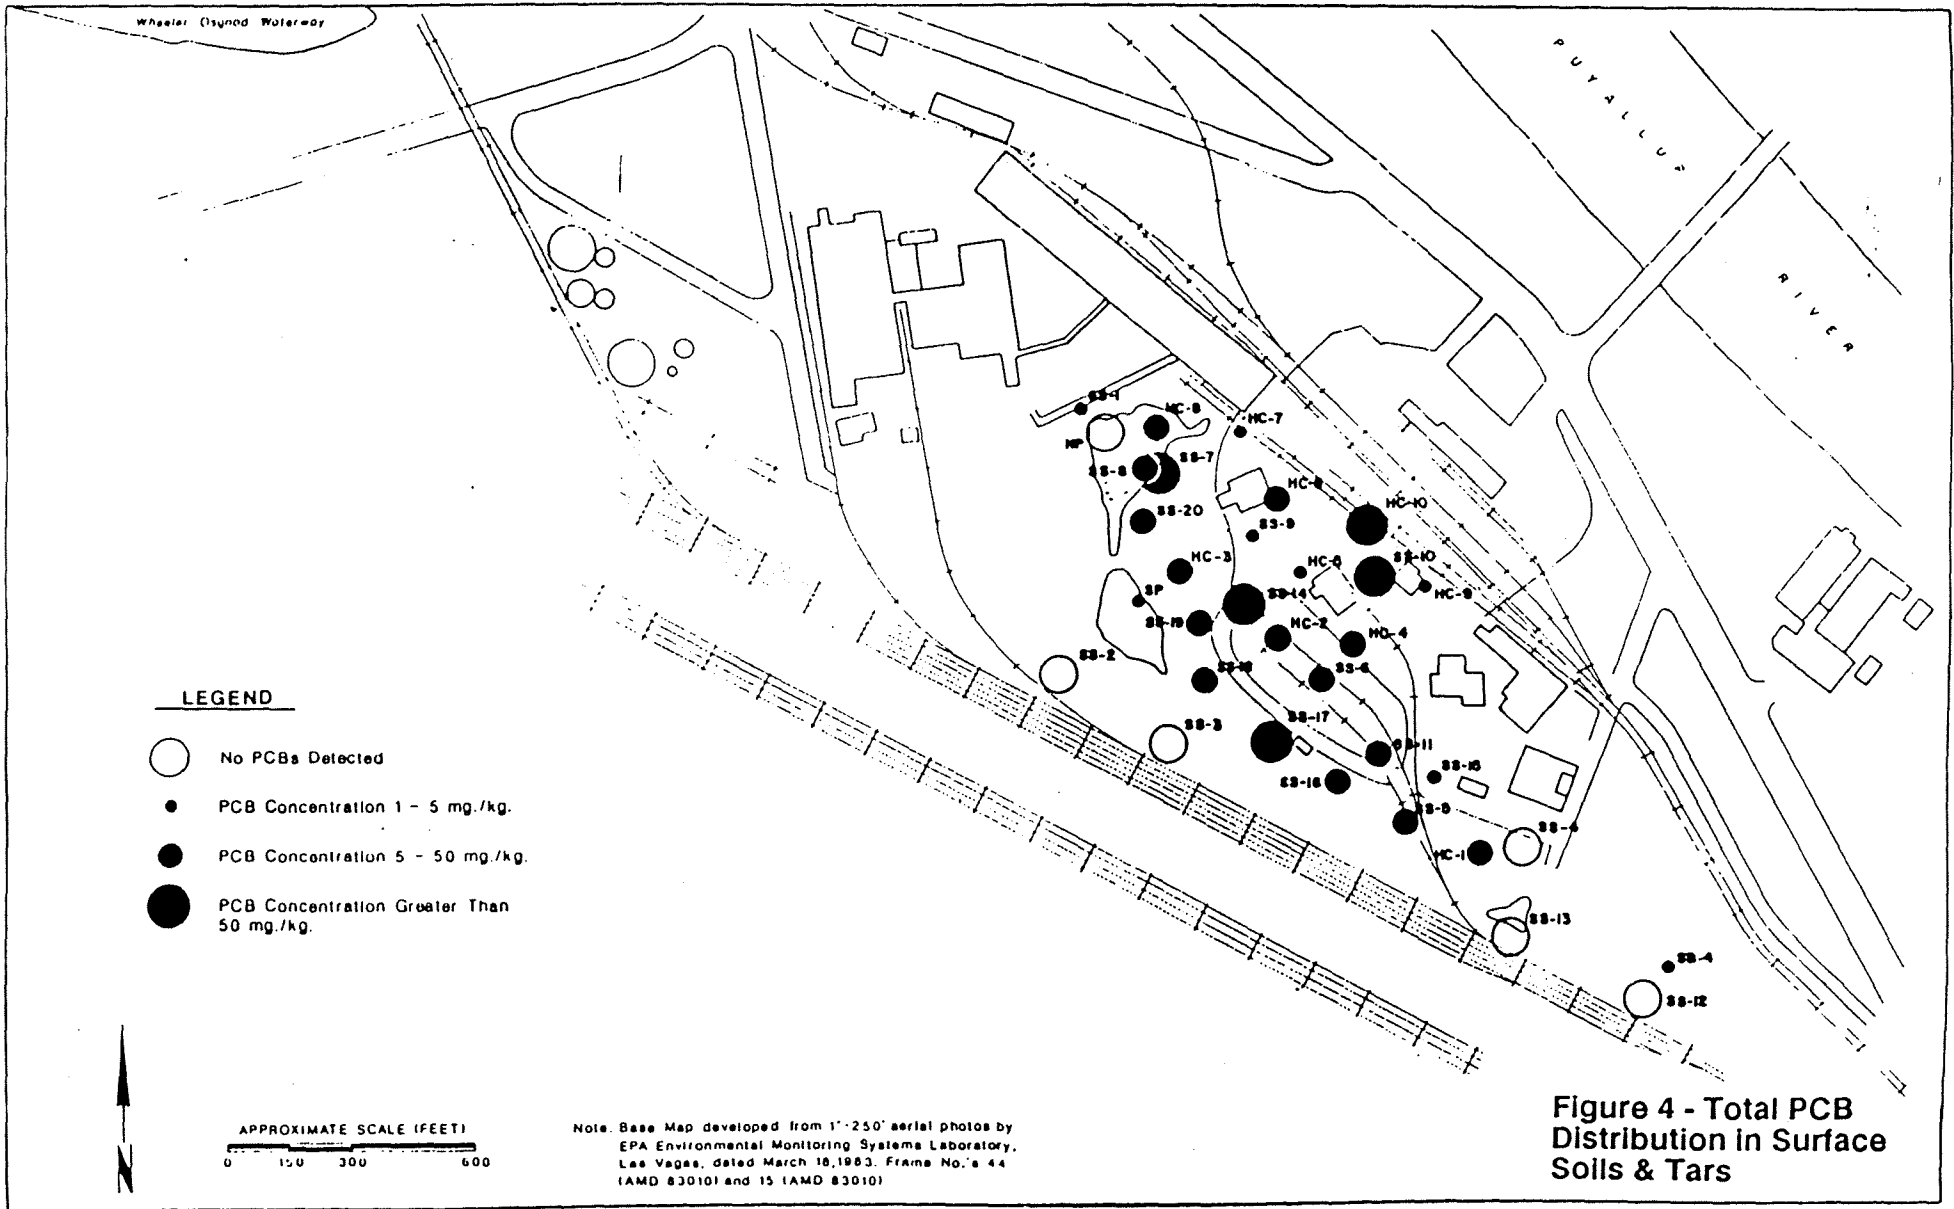 Wheeler Osgood Waterway
PUYALLUP
RIVER
SS-1
HC-8
HP
HC-7
SS-8
SS-7
SS-20
HC-10
SS-9
HC-3
HC-5
SS-10
HC-9
SP
SS-14
SS-19
HC-2
HC-4
SS-2
SS-18
SS-6
SS-3
SS-17
SS-11
SS-16
SS-15
SS-5
SS-4
HC-1
SS-13
SB-4
SS-12
LEGEND
No PCBs Detected
PCB Concentration 1 - 5 mg./kg.
PCB Concentration 5 - 50 mg./kg.
PCB Concentration Greater Than
50 mg./kg.
N
APPROXIMATE SCALE (FEET)
0 150 300 600
Note. Base Map developed from 1"-250' aerial photos by
EPA Environmental Monitoring Systems Laboratory,
Las Vegas, dated March 18,1983. Frame No.'s 44
(AMD 83010) and 15 (AMD 83010)
Figure 4 - Total PCB
Distribution in Surface
Soils & Tars